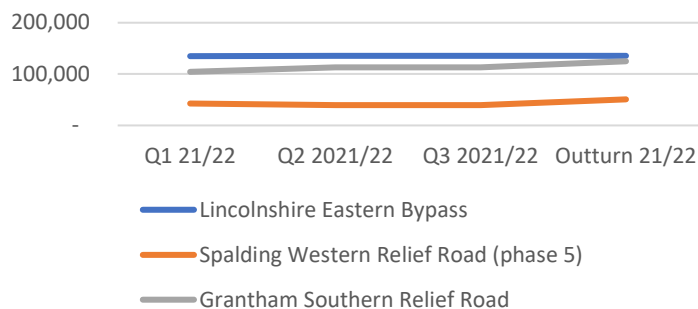 200,000
100,000
-
Q1 21/22 Q2 2021/22 Q3 2021/22 Outturn 21/22
Lincolnshire Eastern Bypass
Spalding Western Relief Road (phase 5)
Grantham Southern Relief Road